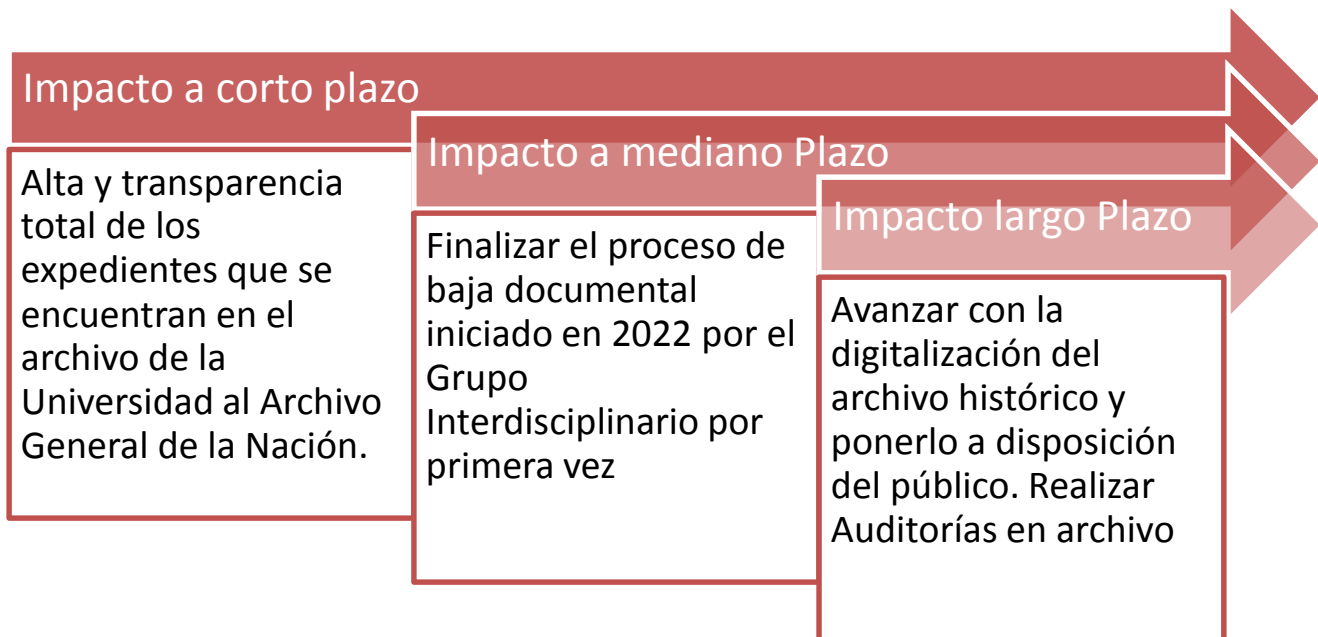 Impacto a corto plazo
Alta y transparencia
total de los
expedientes que se
encuentran en el
archivo de la
Universidad al Archivo
General de la Nación.
Impacto a mediano Plazo
Finalizar el proceso de
baja documental
iniciado en 2022 por el
Grupo
Interdisciplinario por
primera vez
Impacto largo Plazo
Avanzar con la
digitalización del
archivo histórico y
ponerlo a disposición
del público. Realizar
Auditorías en archivo